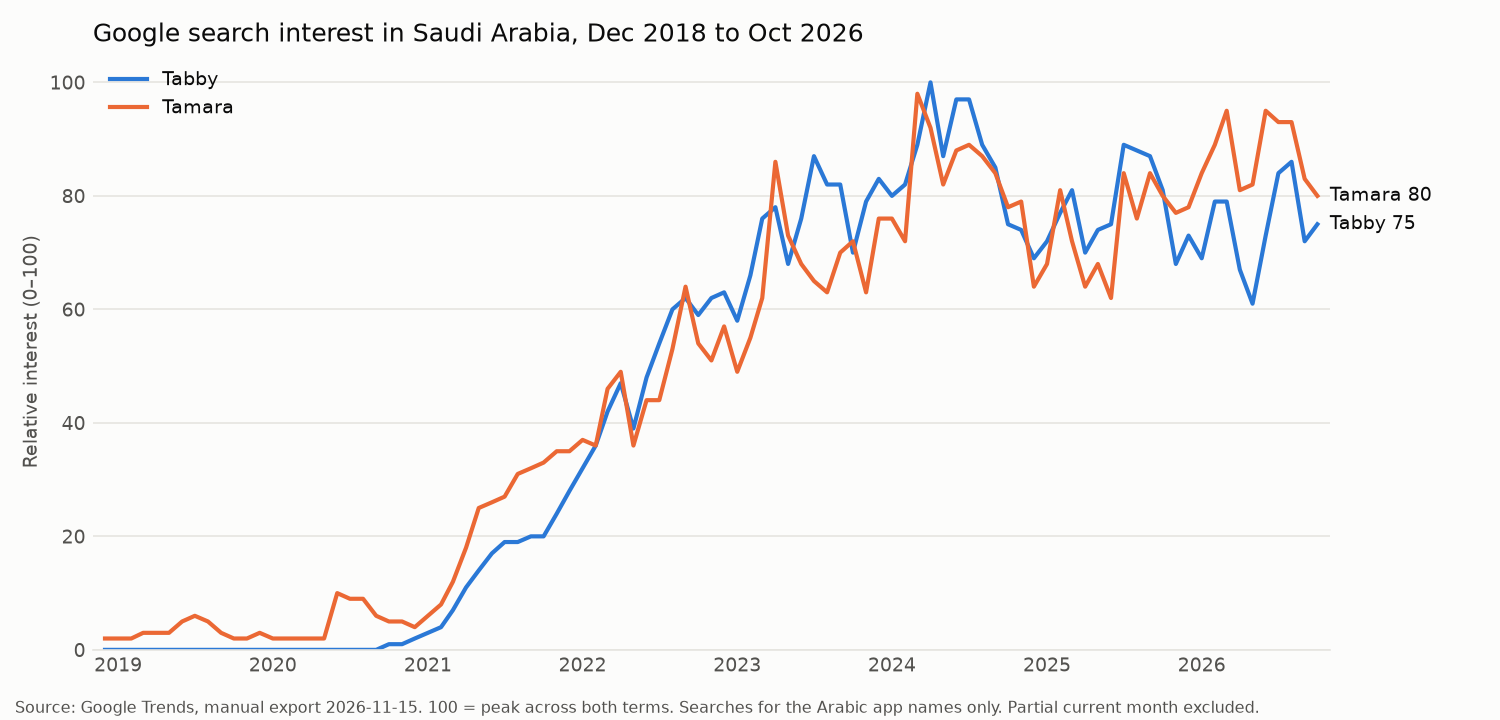 Google search interest in Saudi Arabia, Dec 2018 to Oct 2026
Tabby
Tamara
Relative interest (0–100)
100
80
60
40
20
0
2019 2020 2021 2022 2023 2024 2025 2026
Tamara 80
Tabby 75
Source: Google Trends, manual export 2026-11-15. 100 = peak across both terms. Searches for the Arabic app names only. Partial current month excluded.